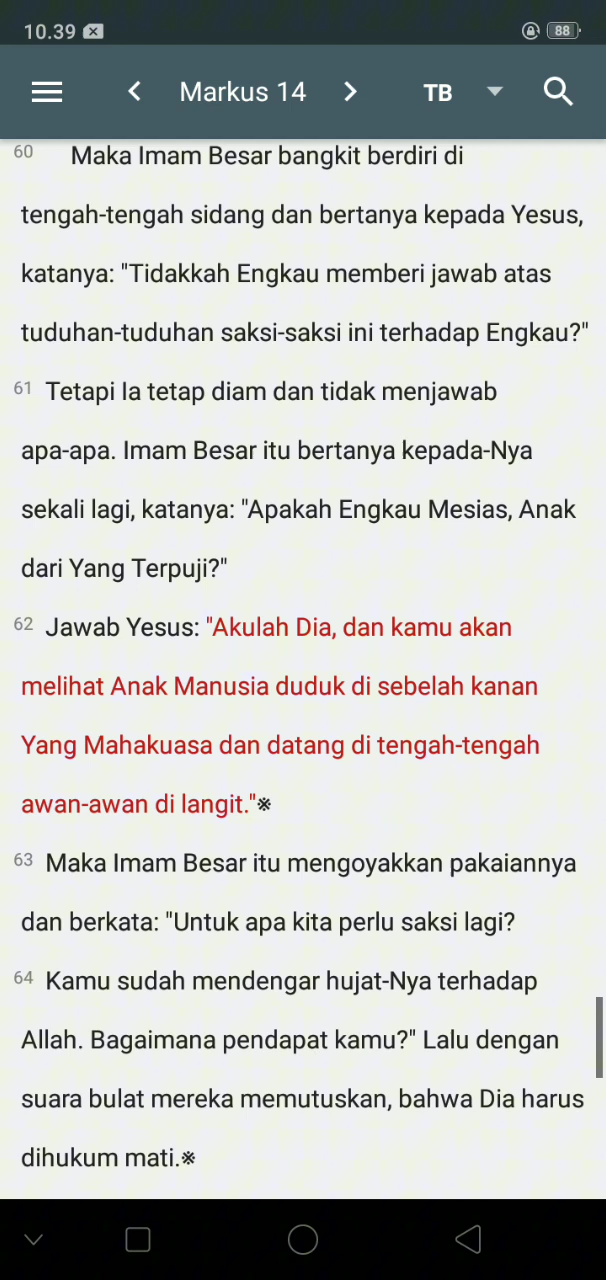 10.39 88
Markus 14 TB
60 Maka Imam Besar bangkit berdiri di
tengah-tengah sidang dan bertanya kepada Yesus,
katanya: "Tidakkah Engkau memberi jawab atas
tuduhan-tuduhan saksi-saksi ini terhadap Engkau?"
61 Tetapi Ia tetap diam dan tidak menjawab
apa-apa. Imam Besar itu bertanya kepada-Nya
sekali lagi, katanya: "Apakah Engkau Mesias, Anak
dari Yang Terpuji?"
62 Jawab Yesus: "Akulah Dia, dan kamu akan
melihat Anak Manusia duduk di sebelah kanan
Yang Mahakuasa dan datang di tengah-tengah
awan-awan di langit."※
63 Maka Imam Besar itu mengoyakkan pakaiannya
dan berkata: "Untuk apa kita perlu saksi lagi?
64 Kamu sudah mendengar hujat-Nya terhadap
Allah. Bagaimana pendapat kamu?" Lalu dengan
suara bulat mereka memutuskan, bahwa Dia harus
dihukum mati.※